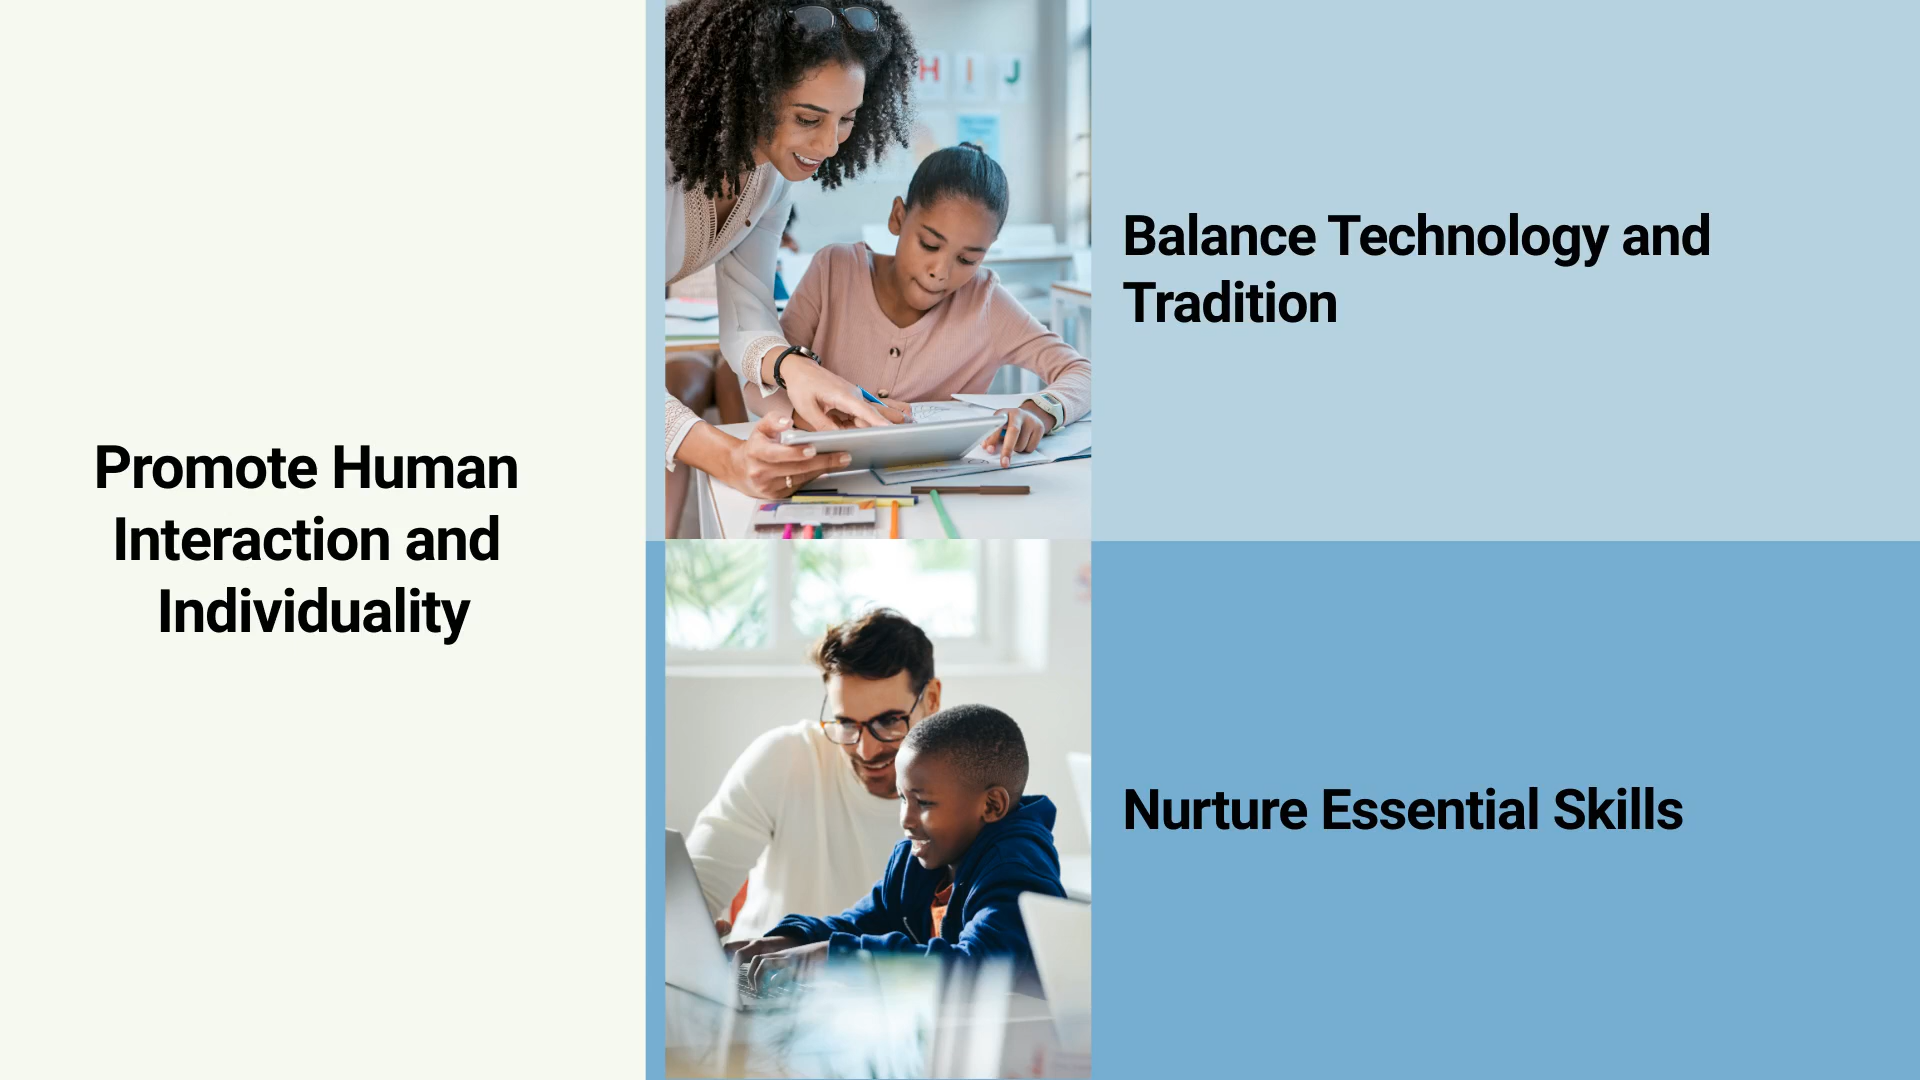 Promote Human
Interaction and
Individuality
H I J
Balance Technology and
Tradition
Nurture Essential Skills